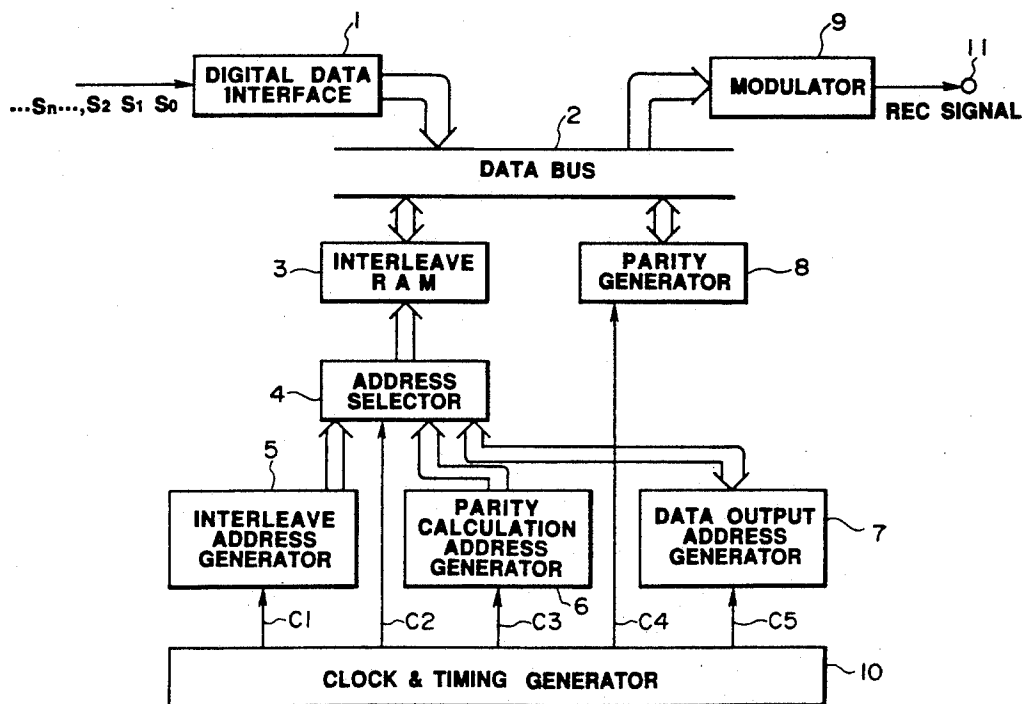 1
DIGITAL DATA
INTERFACE
...Sn...,S2 S1 S0
9
MODULATOR
11
REC SIGNAL
2
DATA BUS
3
INTERLEAVE
R A M
PARITY
GENERATOR
8
4
ADDRESS
SELECTOR
5
INTERLEAVE
ADDRESS
GENERATOR
PARITY
CALCULATION
ADDRESS
GENERATOR
6
DATA OUTPUT
ADDRESS
GENERATOR
7
C1
C2
C3
C4
C5
CLOCK & TIMING GENERATOR
10